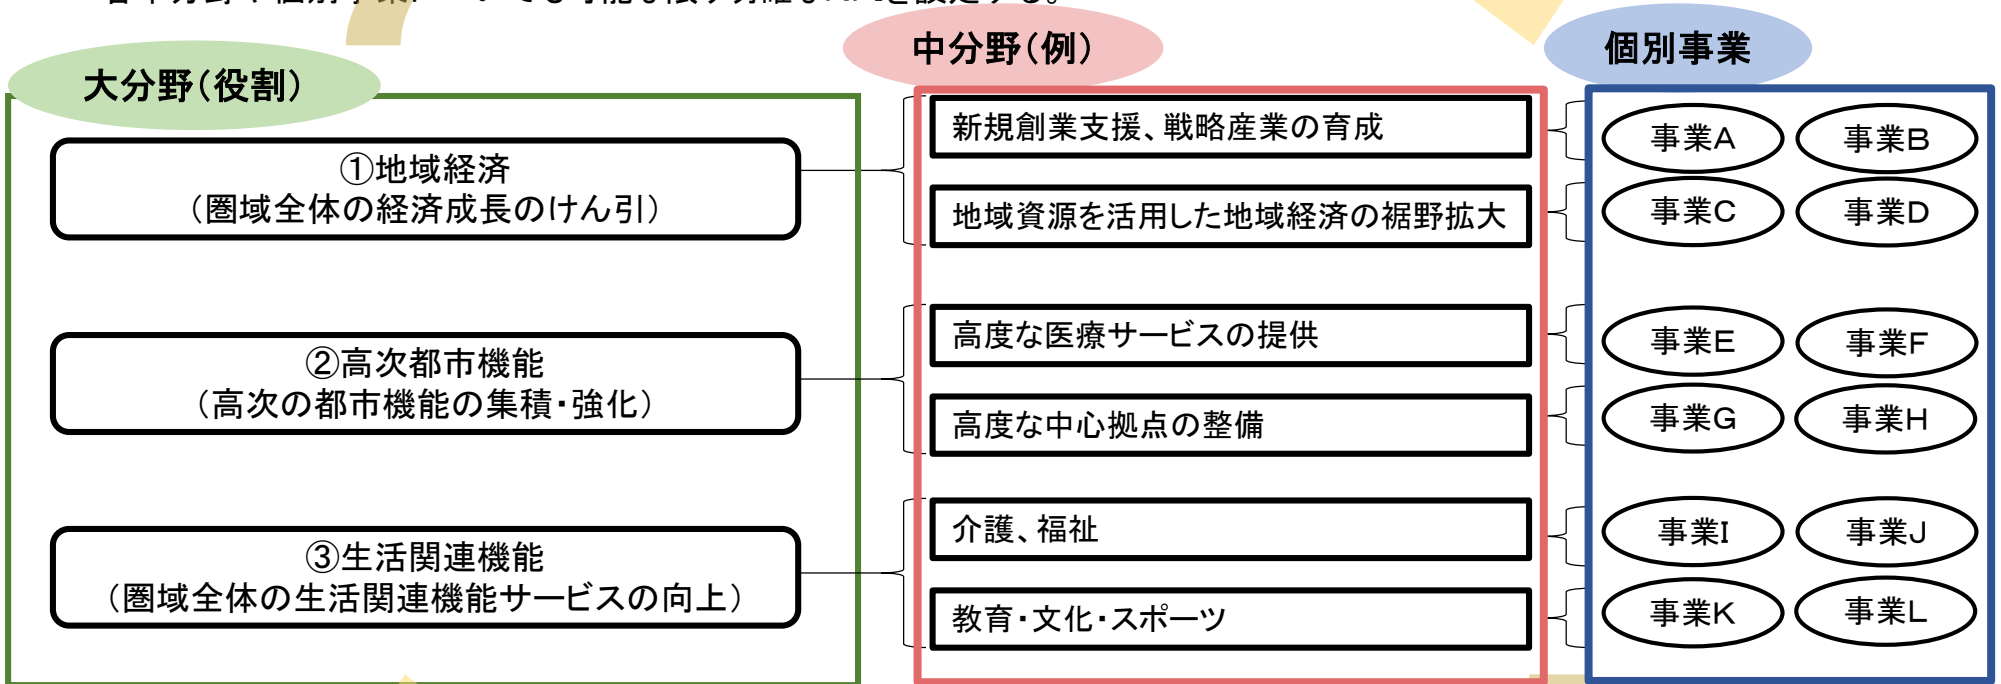 大分野（役割）
中分野（例）
個別事業
①地域経済
（圏域全体の経済成長のけん引）
新規創業支援、戦略産業の育成
地域資源を活用した地域経済の裾野拡大
事業A
事業B
事業C
事業D
②高次都市機能
（高次の都市機能の集積・強化）
高度な医療サービスの提供
高度な中心拠点の整備
事業E
事業F
事業G
事業H
③生活関連機能
（圏域全体の生活関連機能サービスの向上）
介護、福祉
教育・文化・スポーツ
事業I
事業J
事業K
事業L